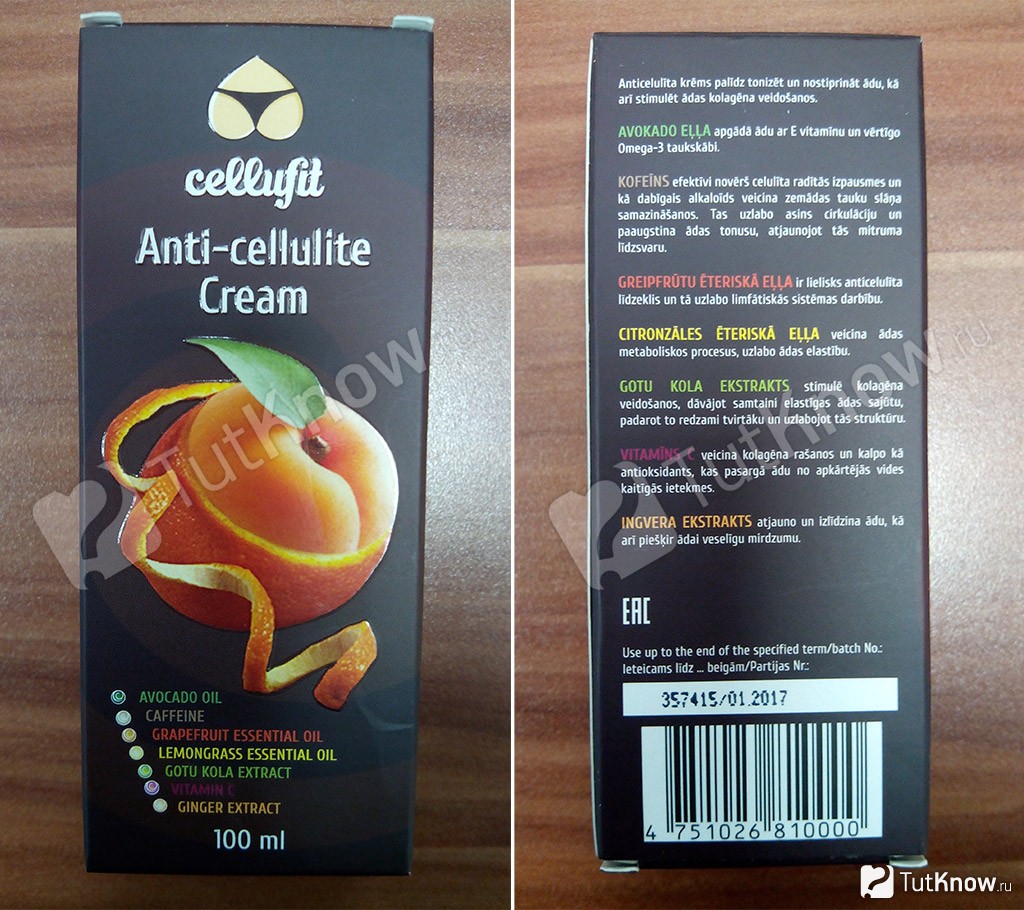 cellufit
Anti-cellulite
Cream
AVOCADO OIL
CAFFEINE
GRAPEFRUIT ESSENTIAL OIL
LEMONGRASS ESSENTIAL OIL
GOTU KOLA EXTRACT
VITAMIN C
GINGER EXTRACT
100 ml
TutKnow
Anticelulīta krēms palīdz tonizēt un nostiprināt ādu, kā
arī stimulēt ādas kolagēna veidošanos.
AVOKADO EĻĻA apgādā ādu ar E vitamīnu un vērtīgo
Omega-3 taukskābi.
KOFEĪNS efektīvi novērš celulīta radītās izpausmes un
kā dabīgais alkaloīds veicina zemādas tauku slāņa
samazināšanos. Tas uzlabo asins cirkulāciju un
paaugstina ādas tonusu, atjaunojot tās mitruma
līdzsvaru.
GREIPFRŪTU ĒTERISKĀ EĻĻA ir lielisks anticelulīta
līdzeklis un tā uzlabo limfātiskās sistēmas darbību.
CITRONZĀLES ĒTERISKĀ EĻĻA veicina ādas
metaboliskos procesus, uzlabo ādas elastību.
GOTU KOLA EKSTRAKTS stimulē kolagēna
veidošanos, dāvājot samtaini elastīgas ādas sajūtu,
padarot to redzami tvirtāku un uzlabojot tās struktūru.
VITAMĪNS C veicina kolagēna rašanos un kalpo kā
antioksidants, kas pasargā ādu no apkārtējās vides
kaitīgās ietekmes.
INGVERA EKSTRAKTS atjauno un izlīdzina ādu, kā
arī piešķir ādai veselīgu mirdzumu.
EAC
Use up to the end of the specified term/batch No.:
Ieteicams līdz ... beigām/Partijas Nr.:
357415/01.2017
4 751026 810000
TutKnow.ru
TutKnow.ru